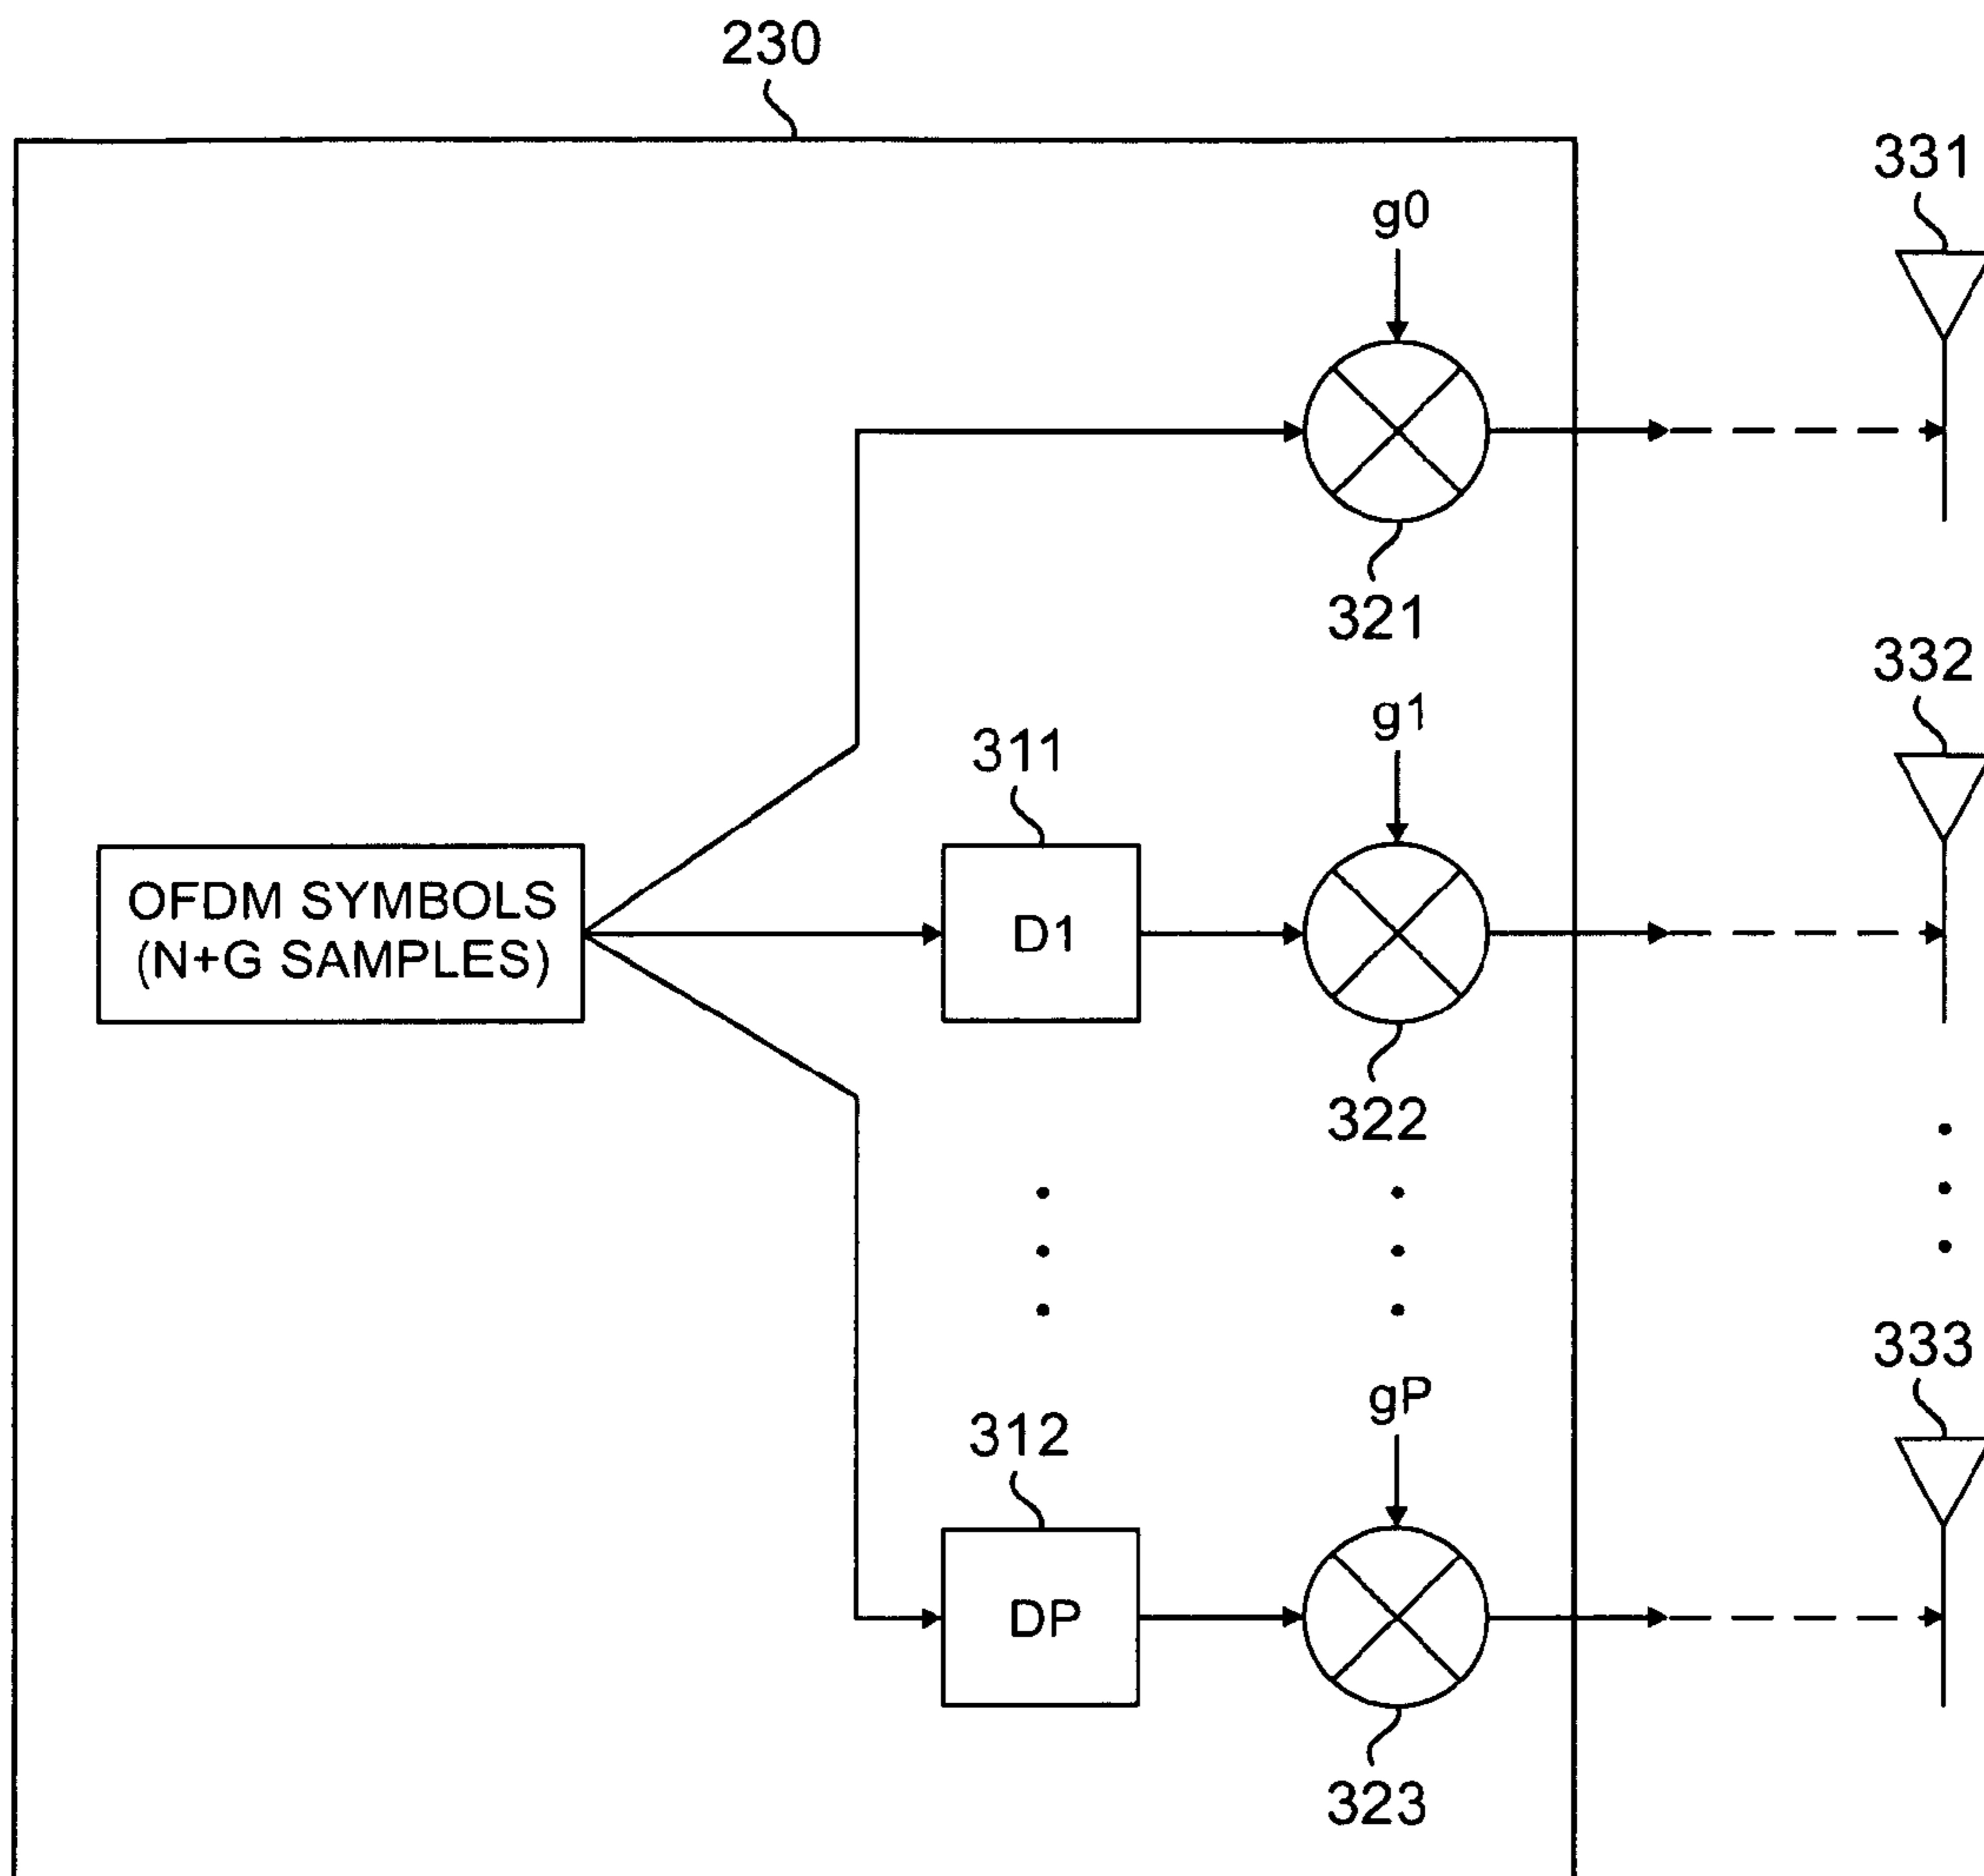 230
331
g0
321
332
g1
311
OFDM SYMBOLS
(N+G SAMPLES)
D1
322
333
gP
312
DP
323